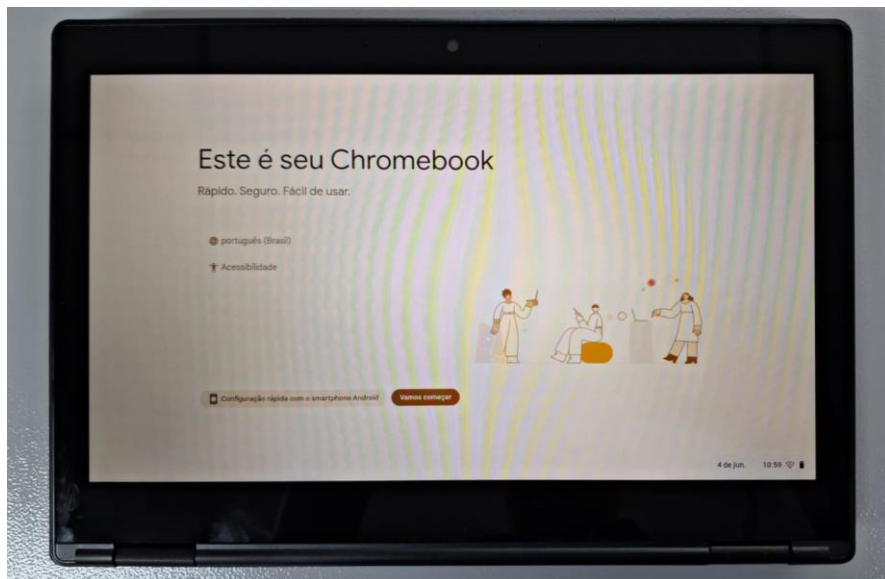 Este é seu Chromebook
Rápido. Seguro. Fácil de usar.
português (Brasil)
Acessibilidade
Configuração rápida com o smartphone Android
Vamos começar
4 de jun.
10:59